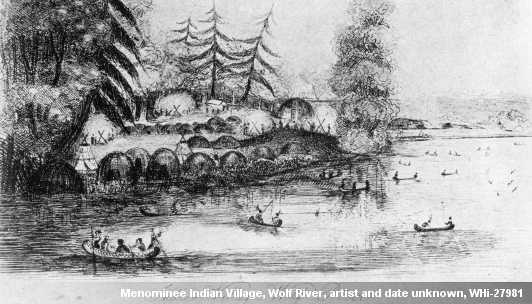 Menominee Indian Village, Wolf River, artist and date unknown, WHi-27981